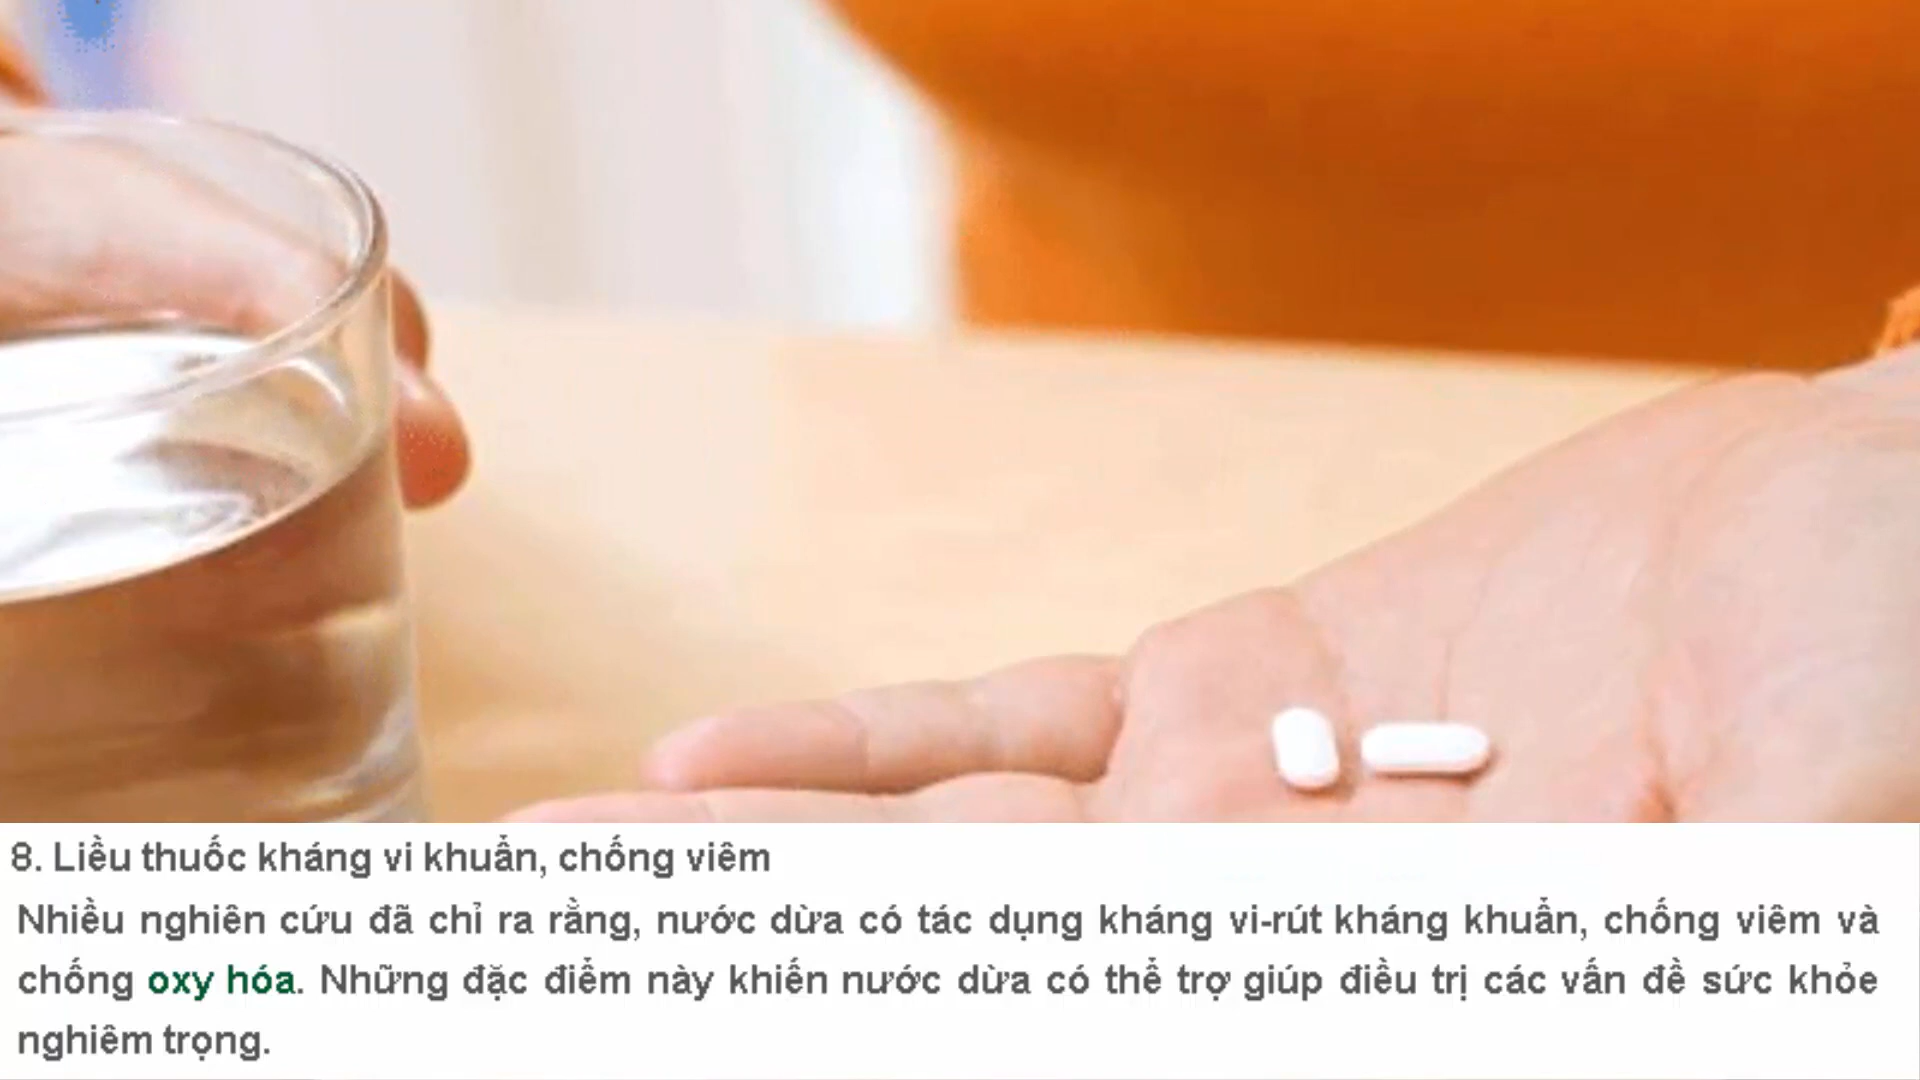 8. Liều thuốc kháng vi khuẩn, chống viêm
Nhiều nghiên cứu đã chỉ ra rằng, nước dừa có tác dụng kháng vi-rút kháng khuẩn, chống viêm và
chống oxy hóa. Những đặc điểm này khiến nước dừa có thể trợ giúp điều trị các vấn đề sức khỏe
nghiêm trọng.